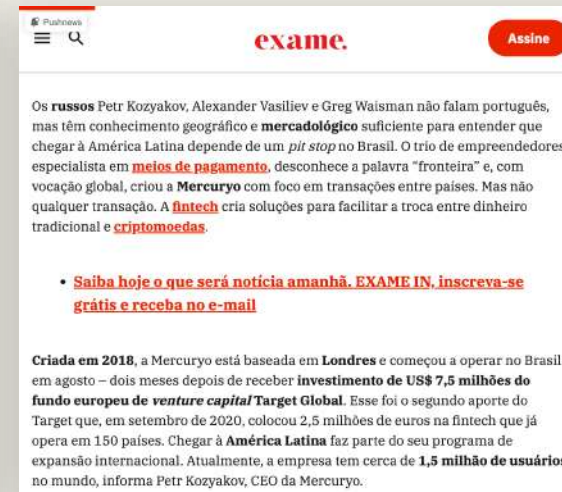 Pushnews
exame.
Assine
Os russos Petr Kozyakov, Alexander Vasiliev e Greg Waisman não falam português,
mas têm conhecimento geográfico e mercadológico suficiente para entender que
chegar à América Latina depende de um pit stop no Brasil. O trio de empreendedores
especialista em meios de pagamento, desconhece a palavra “fronteira” e, com
vocação global, criou a Mercuryo com foco em transações entre países. Mas não
qualquer transação. A fintech cria soluções para facilitar a troca entre dinheiro
tradicional e criptomoedas.
• Saiba hoje o que será notícia amanhã. EXAME IN, inscreva-se
grátis e receba no e-mail
Criada em 2018, a Mercuryo está baseada em Londres e começou a operar no Brasil
em agosto – dois meses depois de receber investimento de US$ 7,5 milhões do
fundo europeu de venture capital Target Global. Esse foi o segundo aporte do
Target que, em setembro de 2020, colocou 2,5 milhões de euros na fintech que já
opera em 150 países. Chegar à América Latina faz parte do seu programa de
expansão internacional. Atualmente, a empresa tem cerca de 1,5 milhão de usuários
no mundo, informa Petr Kozyakov, CEO da Mercuryo.